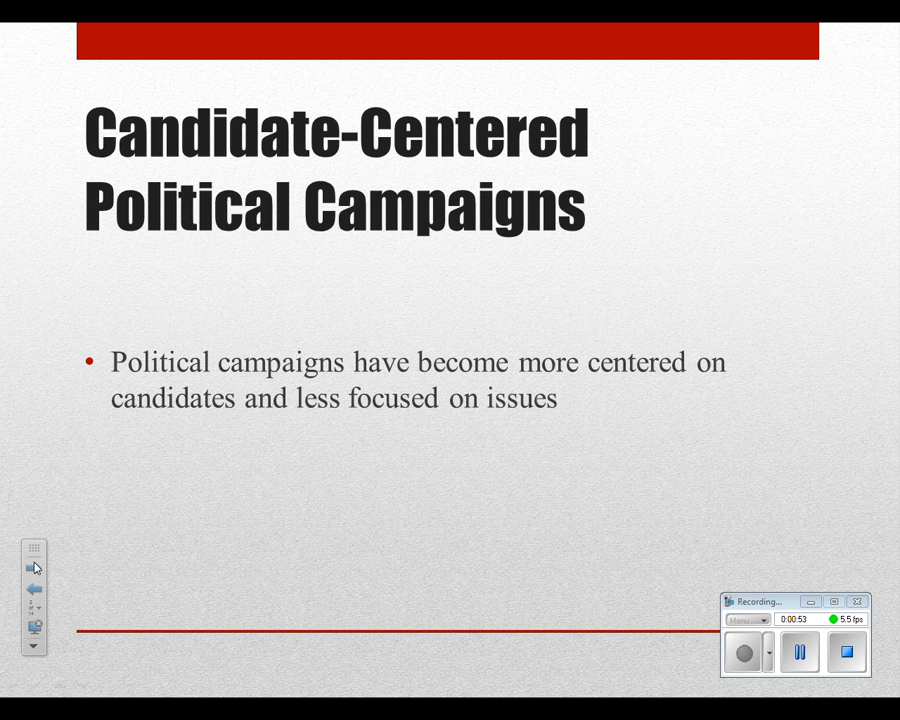 Candidate-Centered
Political Campaigns
• Political campaigns have become more centered on
candidates and less focused on issues
Recording...
Menu
0:00:53
5.5 fps